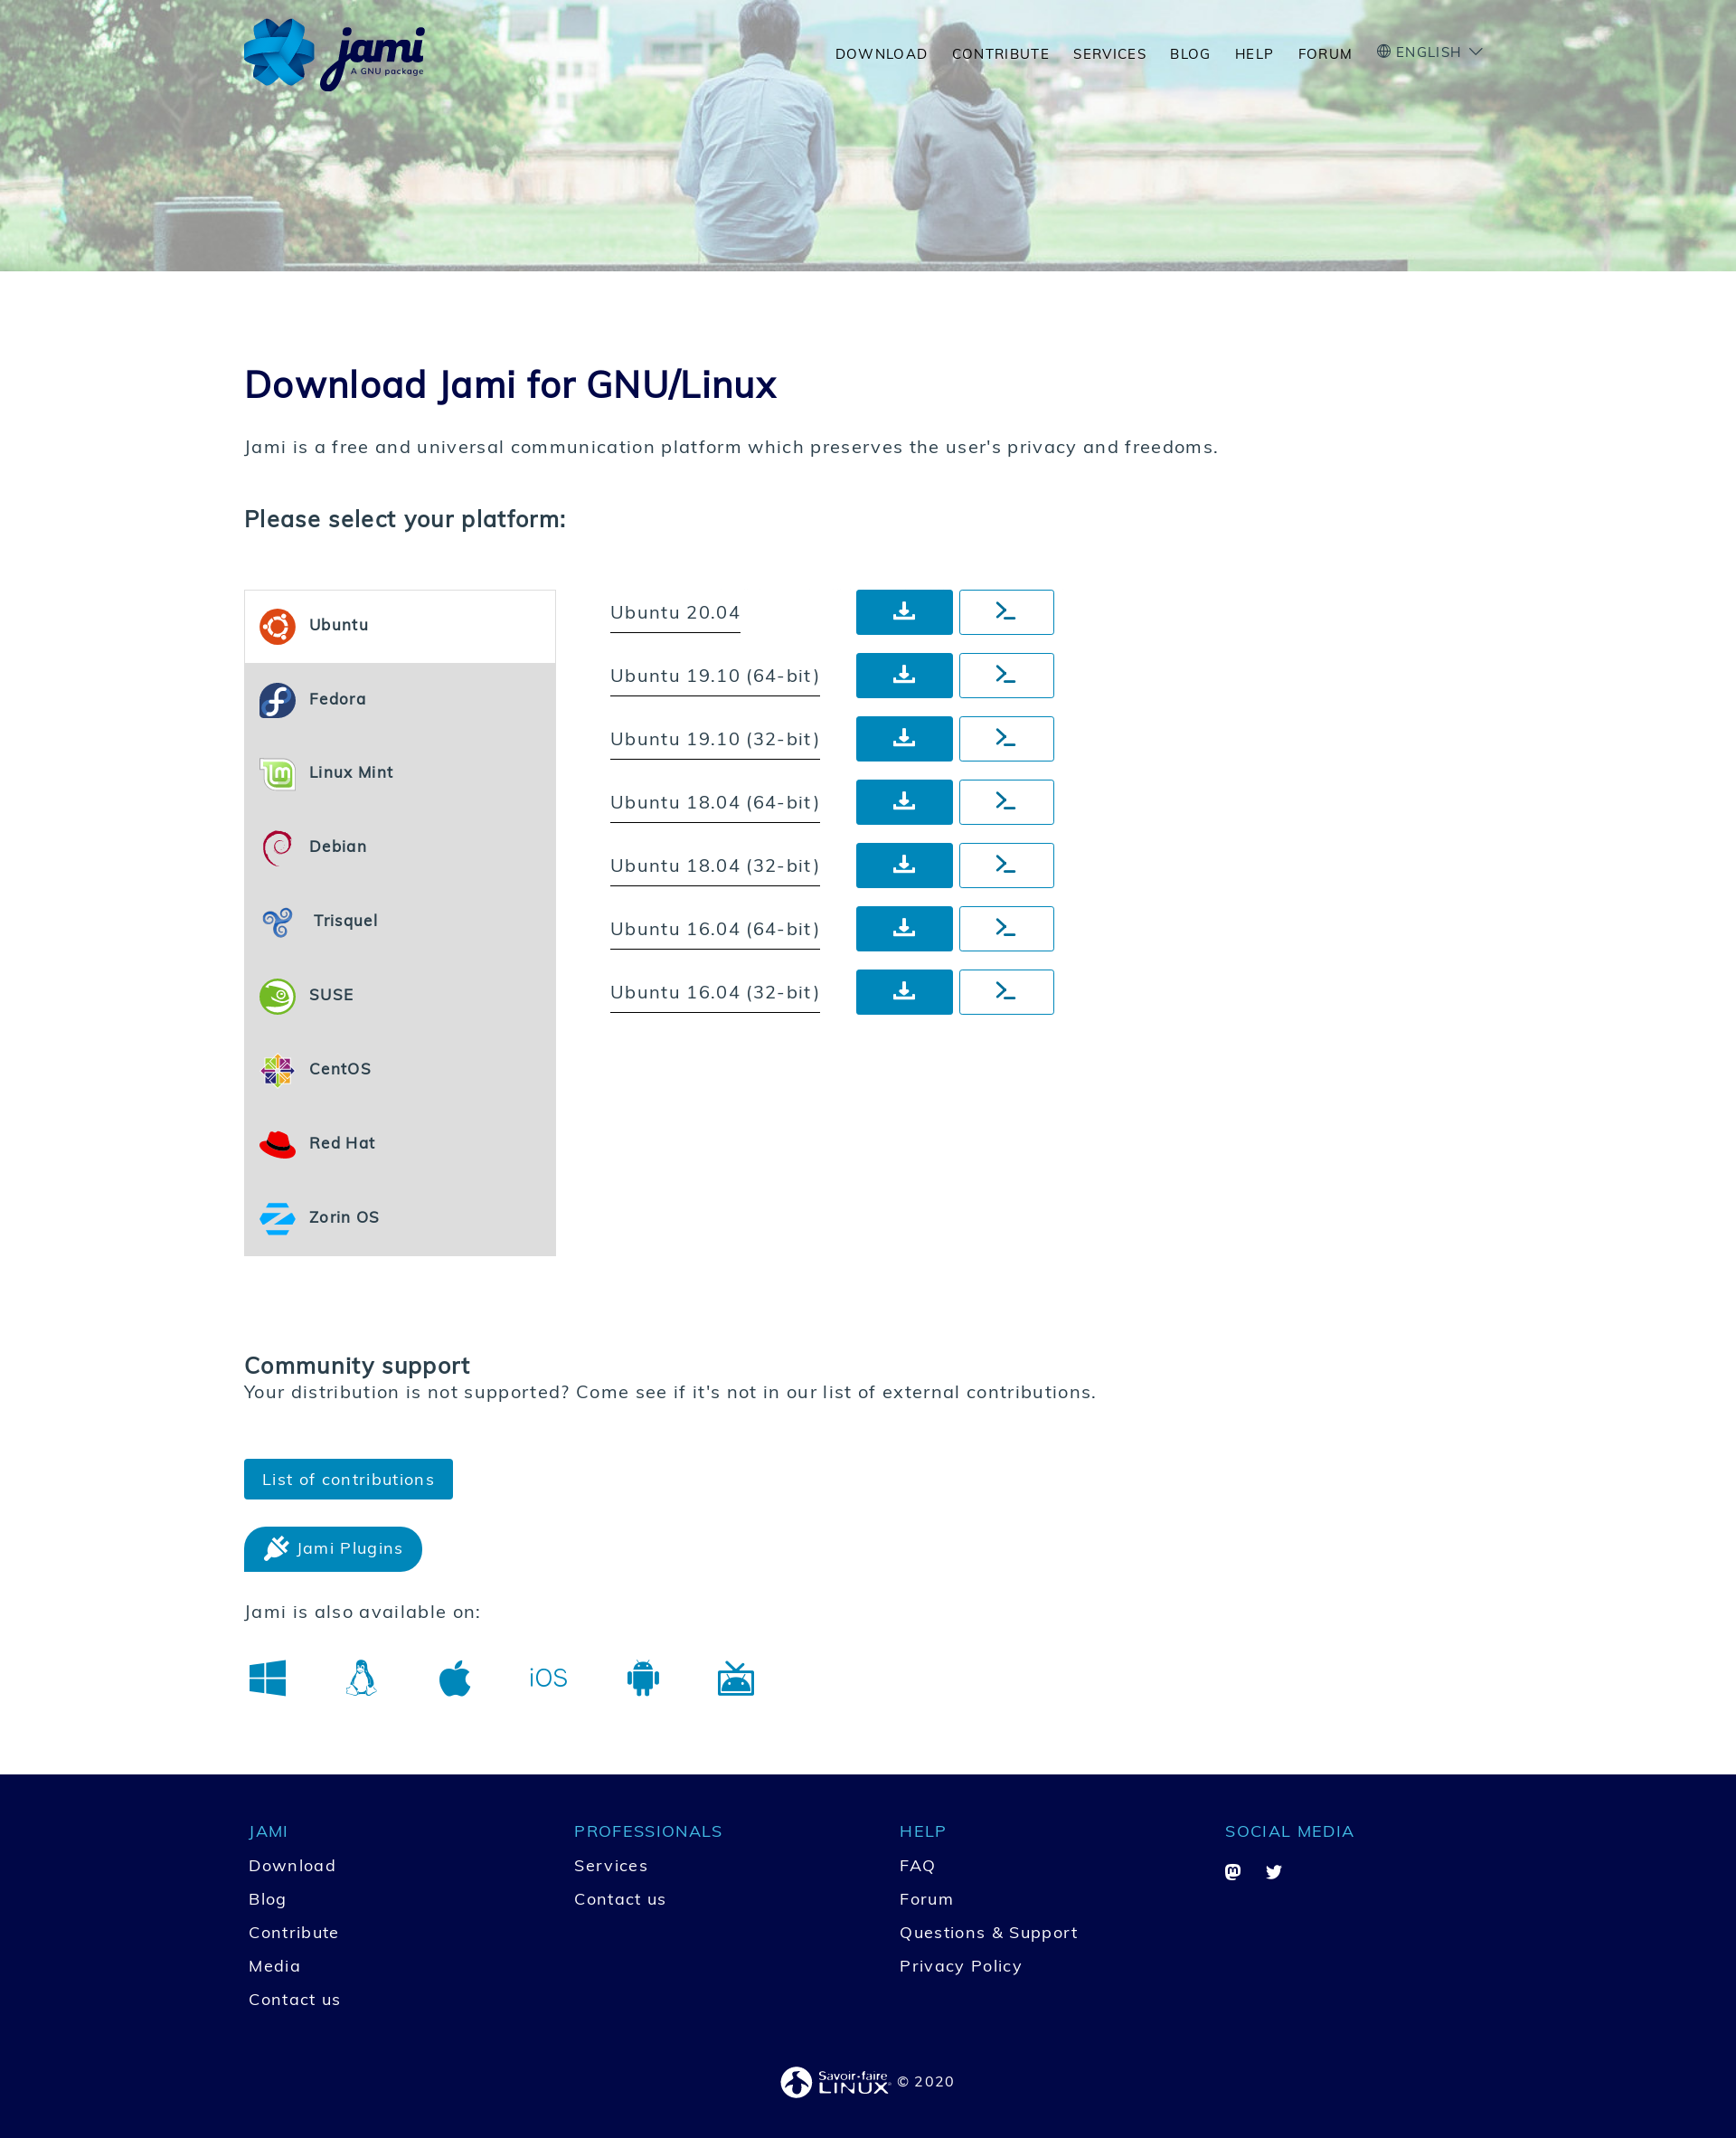 jami
A GNU package
DOWNLOAD CONTRIBUTE SERVICES BLOG HELP FORUM ENGLISH
Download Jami for GNU/Linux
Jami is a free and universal communication platform which preserves the user's privacy and freedoms.
Please select your platform:
Ubuntu
Fedora
Linux Mint
Debian
Trisquel
SUSE
CentOS
Red Hat
Zorin OS
Ubuntu 20.04
Ubuntu 19.10 (64-bit)
Ubuntu 19.10 (32-bit)
Ubuntu 18.04 (64-bit)
Ubuntu 18.04 (32-bit)
Ubuntu 16.04 (64-bit)
Ubuntu 16.04 (32-bit)
Community support
Your distribution is not supported? Come see if it's not in our list of external contributions.
List of contributions
Jami Plugins
Jami is also available on:
iOS
JAMI
Download
Blog
Contribute
Media
Contact us
PROFESSIONALS
Services
Contact us
HELP
FAQ
Forum
Questions & Support
Privacy Policy
SOCIAL MEDIA
Savoir-faire
LINUX © 2020